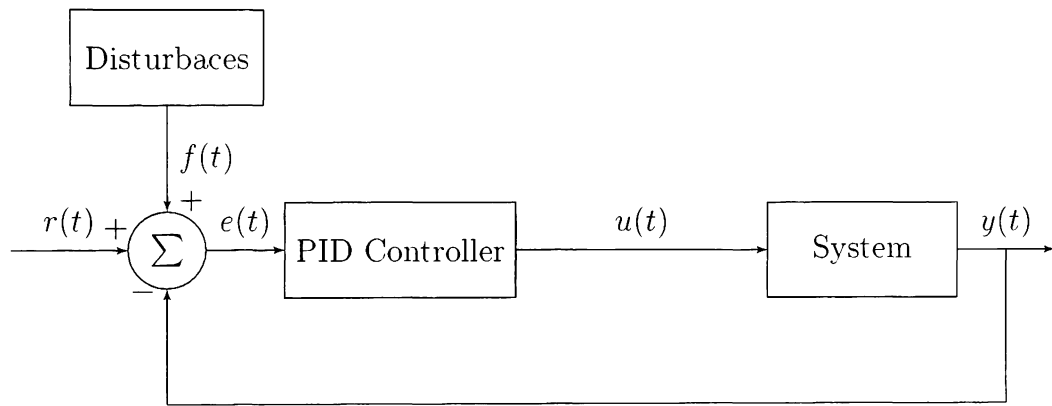 Disturbaces
f(t)
+
r(t)
+
Σ
e(t)
PID Controller
u(t)
System
y(t)
−